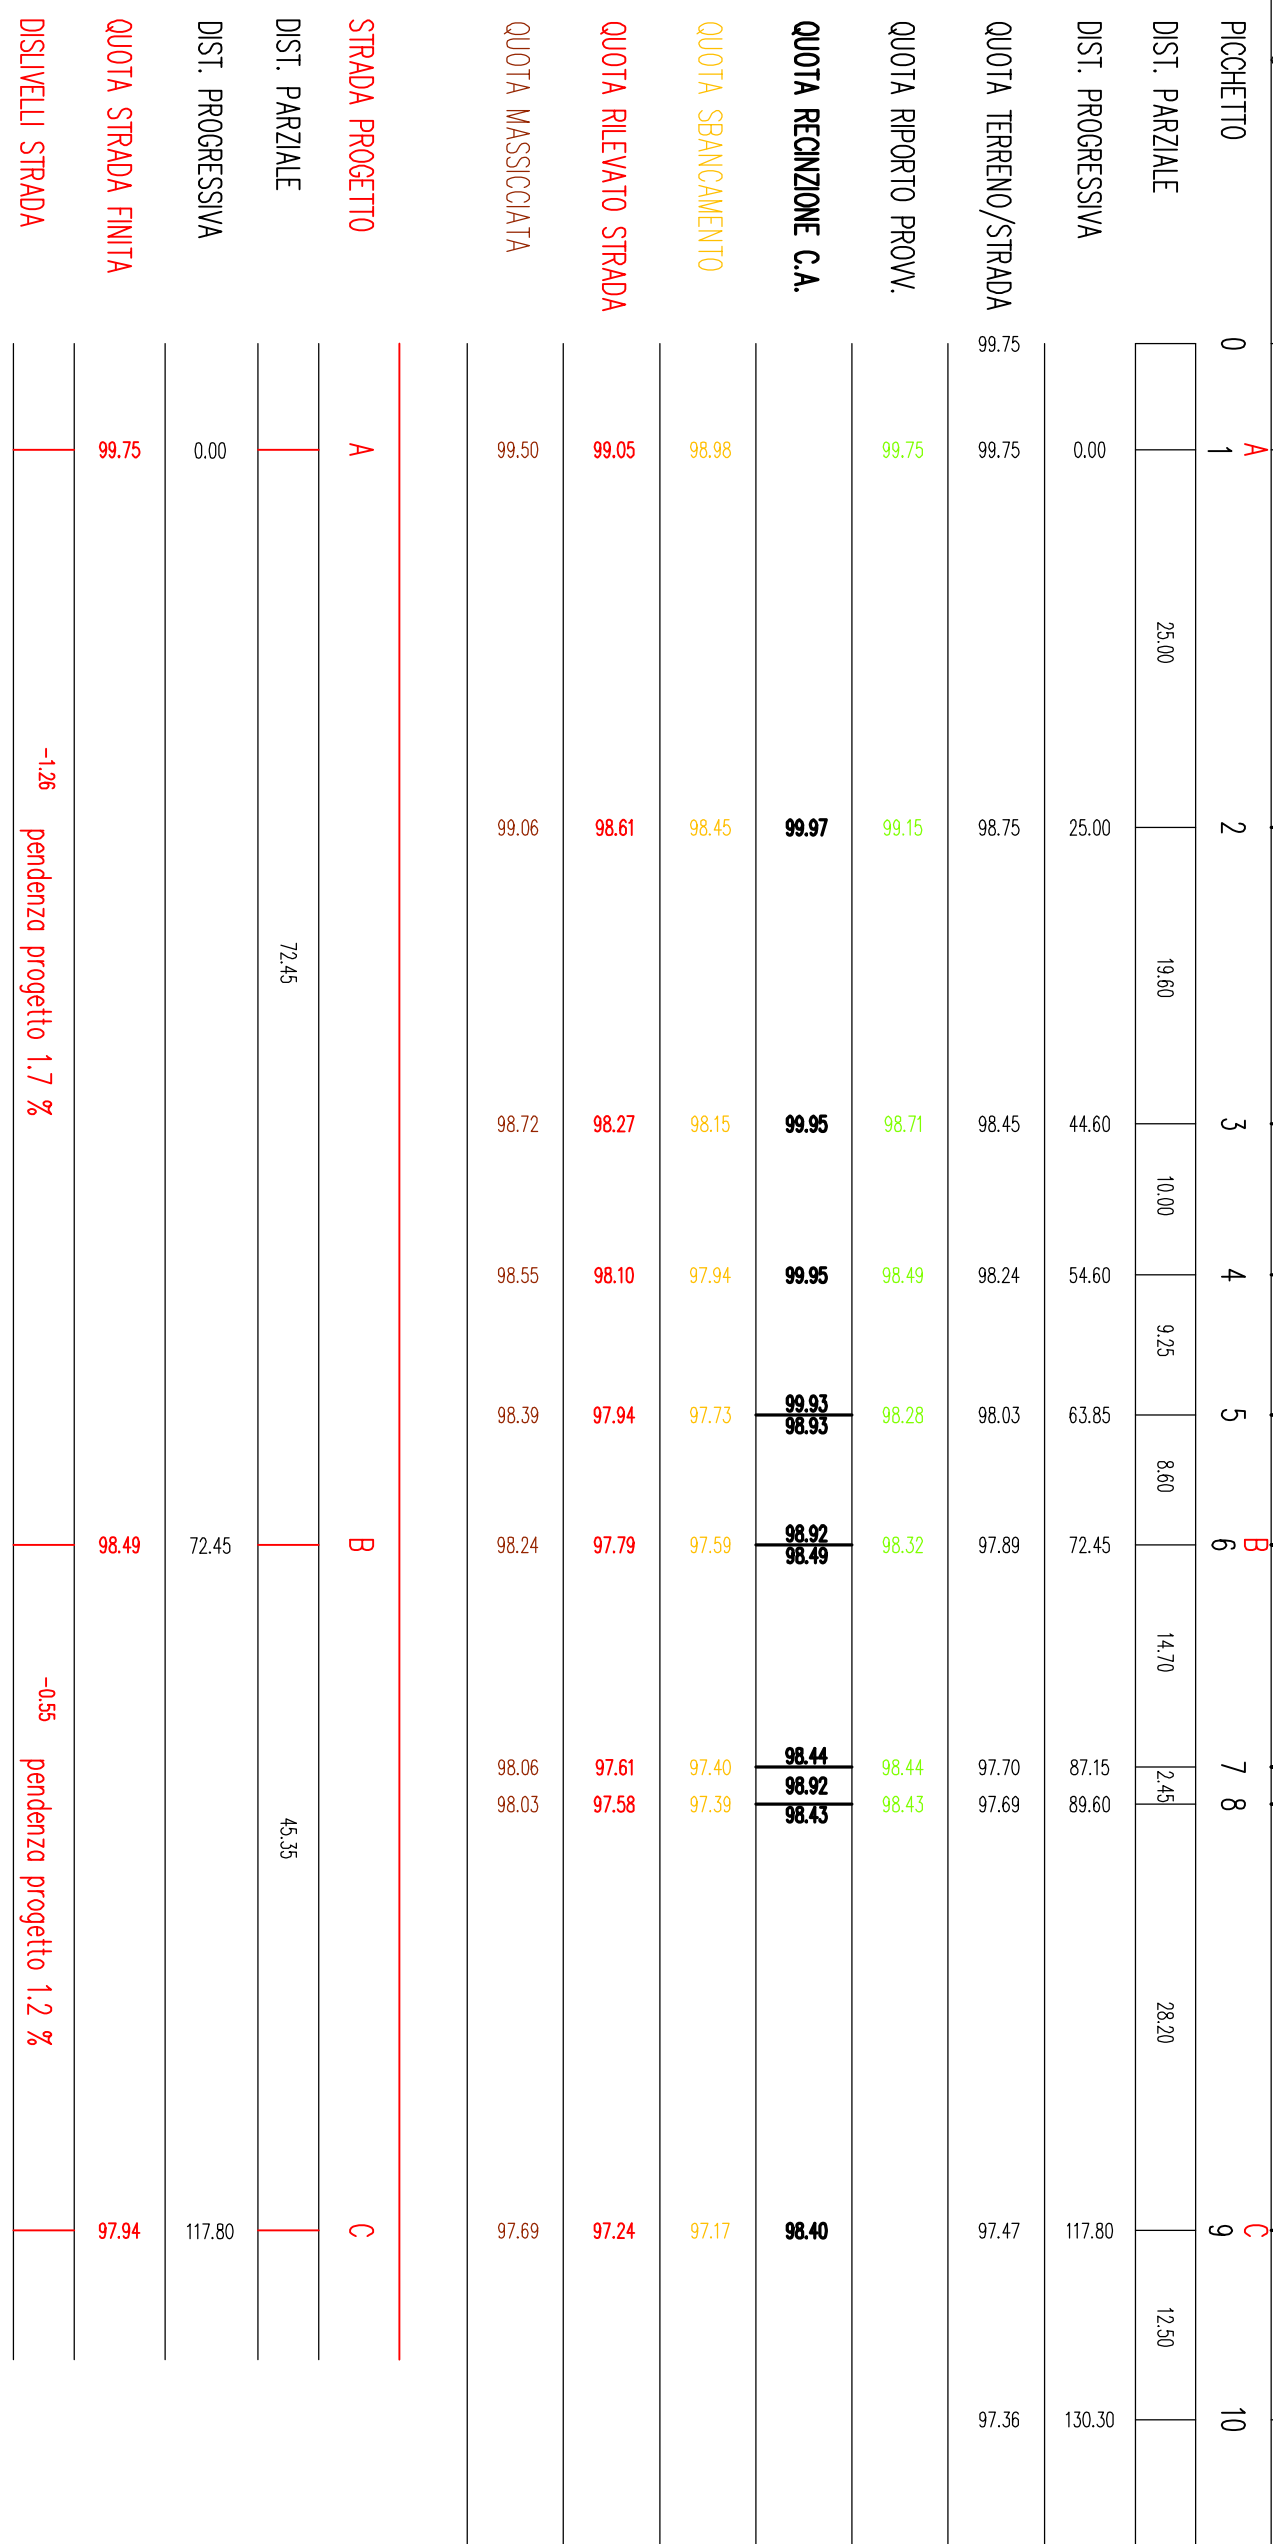 A B C
PICCHETTO 0 1 2 3 4 5 6 7 8 9 10
DIST. PARZIALE 25.00 19.60 10.00 9.25 8.60 14.70 2.45 28.20 12.50
DIST. PROGRESSIVA 0.00 25.00 44.60 54.60 63.85 72.45 87.15 89.60 117.80 130.30
QUOTA TERRENO/STRADA 99.75 99.75 98.75 98.45 98.24 98.03 97.89 97.70 97.69 97.47 97.36
QUOTA RIPORTO PROVV. 99.75 99.15 98.71 98.49 98.28 98.32 98.44 98.43
QUOTA RECINZIONE C.A. 99.97 99.95 99.95 99.93 98.93 98.92 98.49 98.44 98.92 98.43 98.40
QUOTA SBANCAMENTO 98.98 98.45 98.15 97.94 97.73 97.59 97.40 97.39 97.17
QUOTA RILEVATO STRADA 99.05 98.61 98.27 98.10 97.94 97.79 97.61 97.58 97.24
QUOTA MASSICCIATA 99.50 99.06 98.72 98.55 98.39 98.24 98.06 98.03 97.69
STRADA PROGETTO A B C
DIST. PARZIALE 72.45 45.35
DIST. PROGRESSIVA 0.00 72.45 117.80
QUOTA STRADA FINITA 99.75 98.49 97.94
DISLIVELLI STRADA -1.26 pendenza progetto 1.7 % -0.55 pendenza progetto 1.2 %